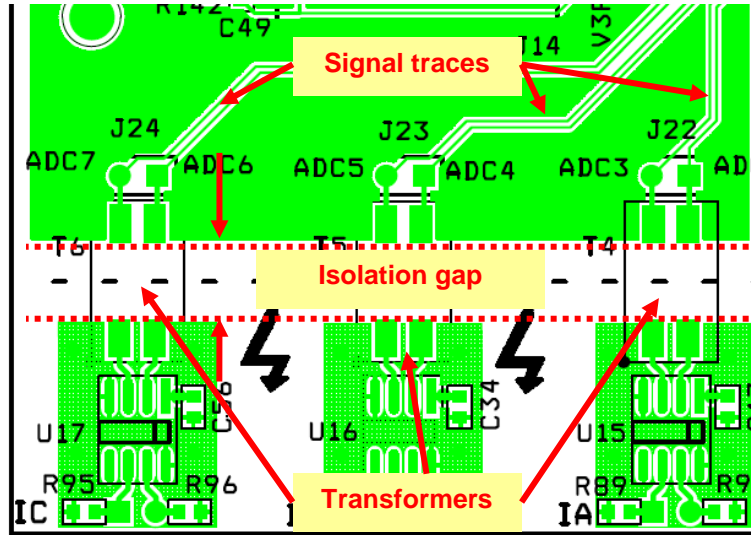 R142
C49
J14
V3P
Signal traces
J24
J23
J22
ADC7
ADC6
ADC5
ADC4
ADC3
AD
T6
T5
T4
Isolation gap
C56
C34
U17
U16
U15
R95
R96
Transformers
R89
R9
IC
I
IA